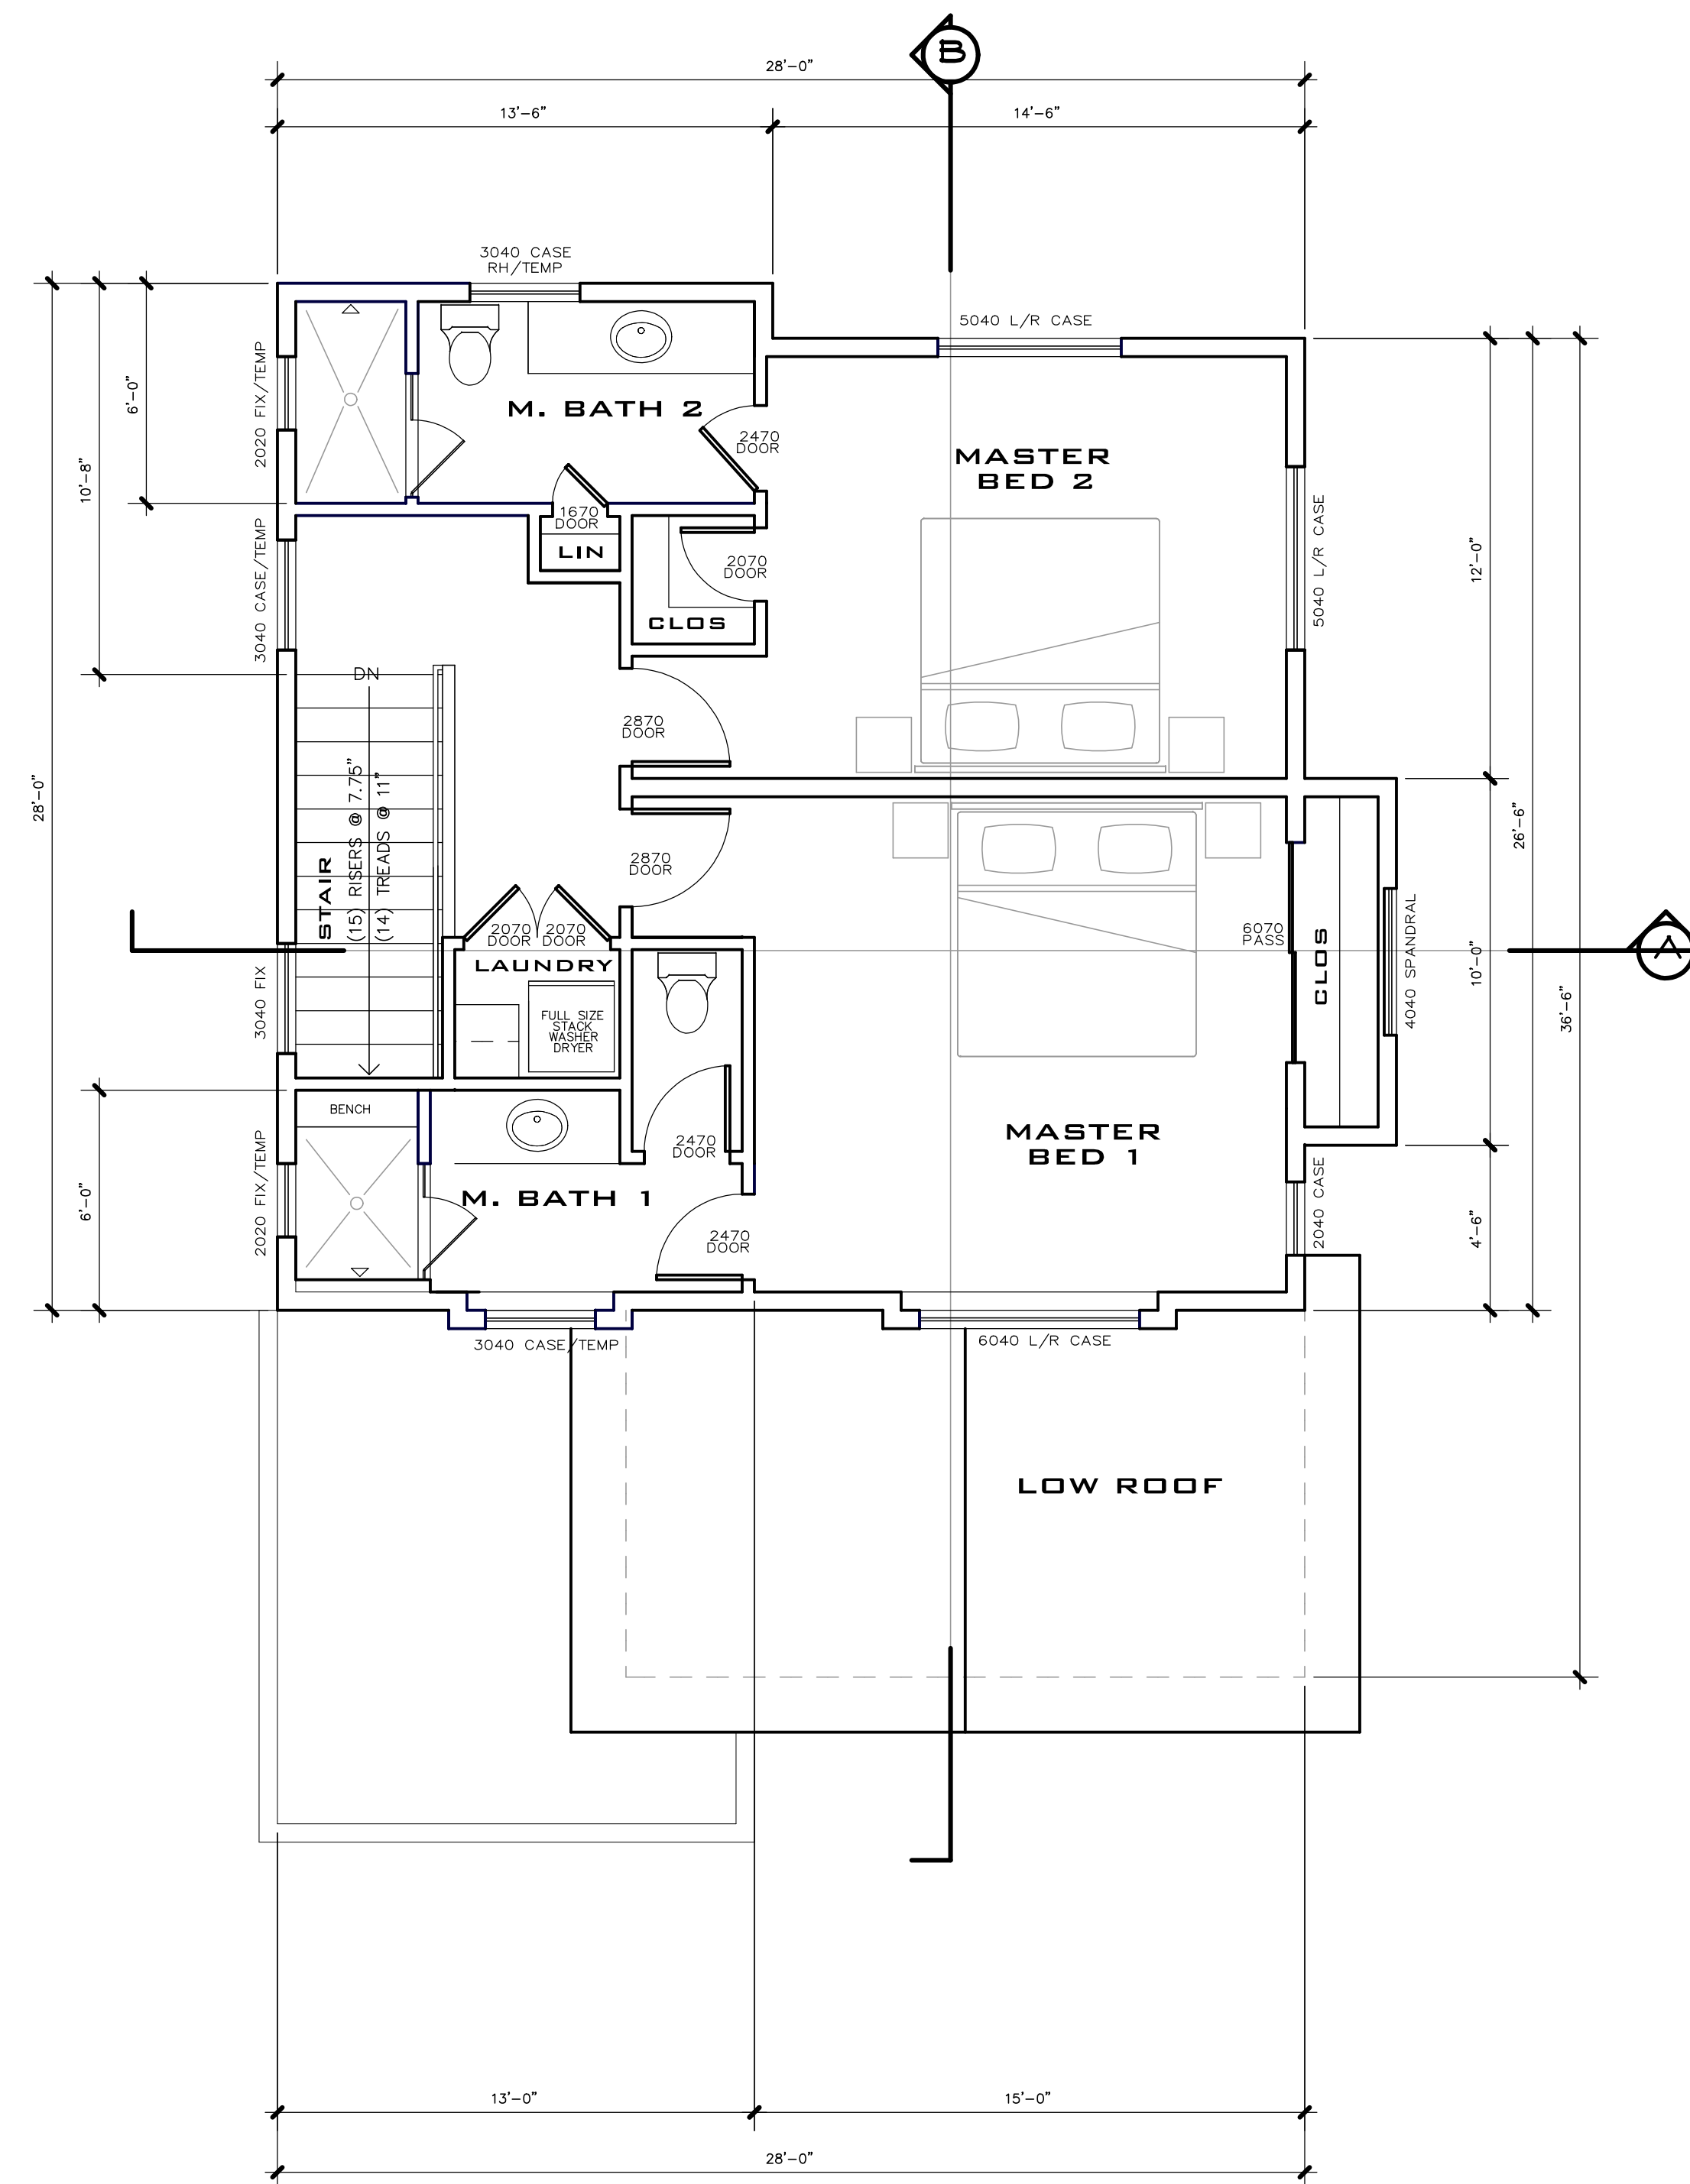 B
28'-0"
13'-6"
14'-6"
3040 CASE
RH/TEMP
5040 L/R CASE
2020 FIX/TEMP
6'-0"
10'-8"
M. BATH 2
2470
DOOR
MASTER
BED 2
1670
DOOR
LIN
2070
DOOR
CLOS
3040 CASE/TEMP
5040 L/R CASE
12'-0"
DN
2870
DOOR
28'-0"
STAIR
(15) RISERS @ 7.75"
(14) TREADS @ 11"
2870
DOOR
26'-6"
2070
DOOR
2070
DOOR
LAUNDRY
6070
PASS
CLOS
4040 SPANDRAL
10'-0"
36'-6"
A
3040 FIX
FULL SIZE
STACK
WASHER
DRYER
BENCH
2020 FIX/TEMP
6'-0"
2470
DOOR
MASTER
BED 1
M. BATH 1
2470
DOOR
2040 CASE
4'-6"
3040 CASE/TEMP
6040 L/R CASE
LOW ROOF
13'-0"
15'-0"
28'-0"